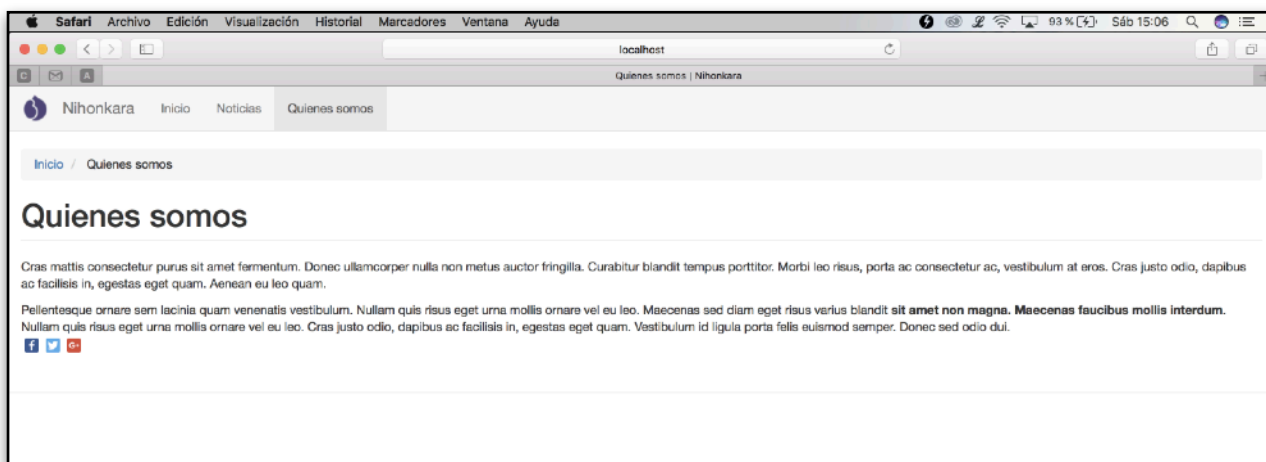 Safari Archivo Edición Visualización Historial Marcadores Ventana Ayuda 93 % Sáb 15:06
localhost
C A Quienes somos | Nihonkara
Nihonkara Inicio Noticias Quienes somos
Inicio / Quienes somos
Quienes somos
Cras mattis consectetur purus sit amet fermentum. Donec ullamcorper nulla non metus auctor fringilla. Curabitur blandit tempus porttitor. Morbi leo risus, porta ac consectetur ac, vestibulum at eros. Cras justo odio, dapibus
ac facilisis in, egestas eget quam. Aenean eu leo quam.
Pellentesque ornare sem lacinia quam venenatis vestibulum. Nullam quis risus eget urna mollis ornare vel eu leo. Maecenas sed diam eget risus varius blandit sit amet non magna. Maecenas faucibus mollis interdum.
Nullam quis risus eget urna mollis ornare vel eu leo. Cras justo odio, dapibus ac facilisis in, egestas eget quam. Vestibulum id ligula porta felis euismod semper. Donec sed odio dui.
f G+